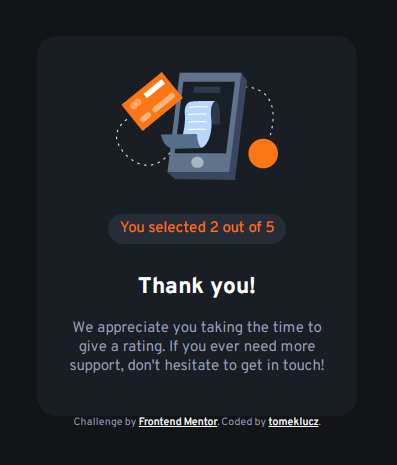 You selected 2 out of 5
Thank you!
We appreciate you taking the time to
give a rating. If you ever need more
support, don't hesitate to get in touch!
Challenge by Frontend Mentor. Coded by tomeklucz.